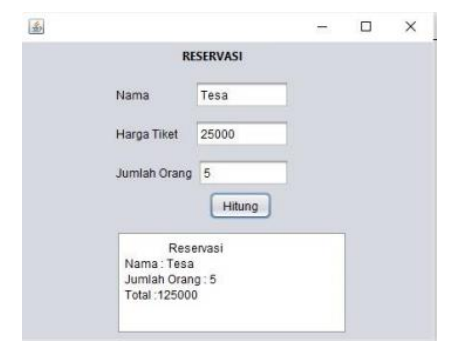 RESERVASI
Nama Tesa
Harga Tiket 25000
Jumlah Orang 5
Hitung
Reservasi
Nama : Tesa
Jumlah Orang : 5
Total :125000